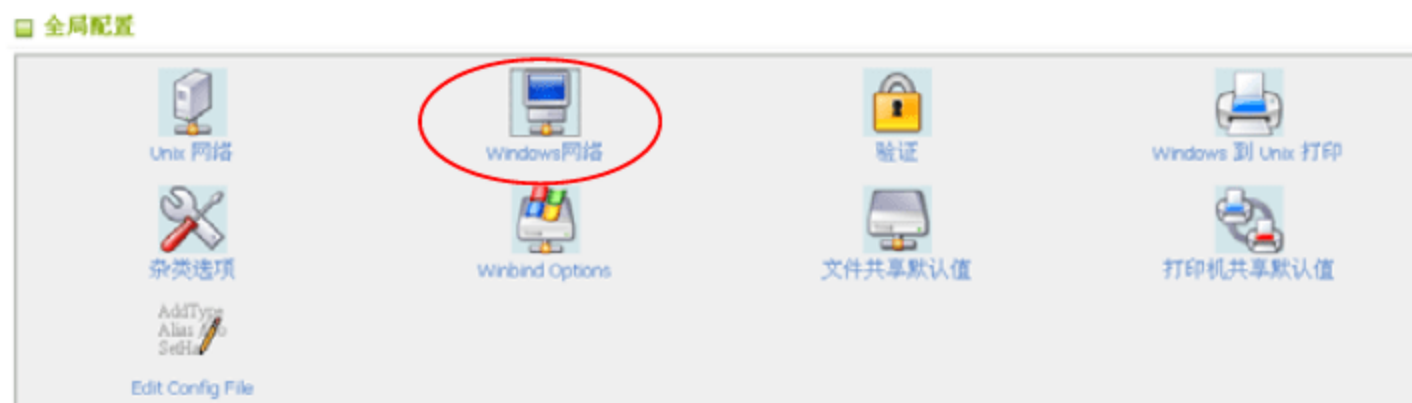 全局配置
Unix 网络
Windows网络
验证
Windows 到 Unix 打印
杂类选项
Winbind Options
文件共享默认值
打印机共享默认值
AddType
Alias
SetHa
Edit Config File